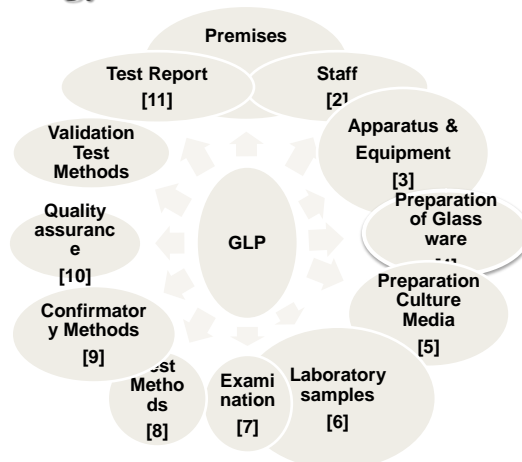 Premises
Staff
[2]
Apparatus &
Equipment
[3]
Preparation
of Glass
ware
Preparation
Culture
Media
[5]
Laboratory
samples
[6]
Exami
nation
[7]
Metho
ds
[8]
Confirmator
y Methods
[9]
Quality
assuranc
e
[10]
Validation
Test
Methods
Test Report
[11]
GLP